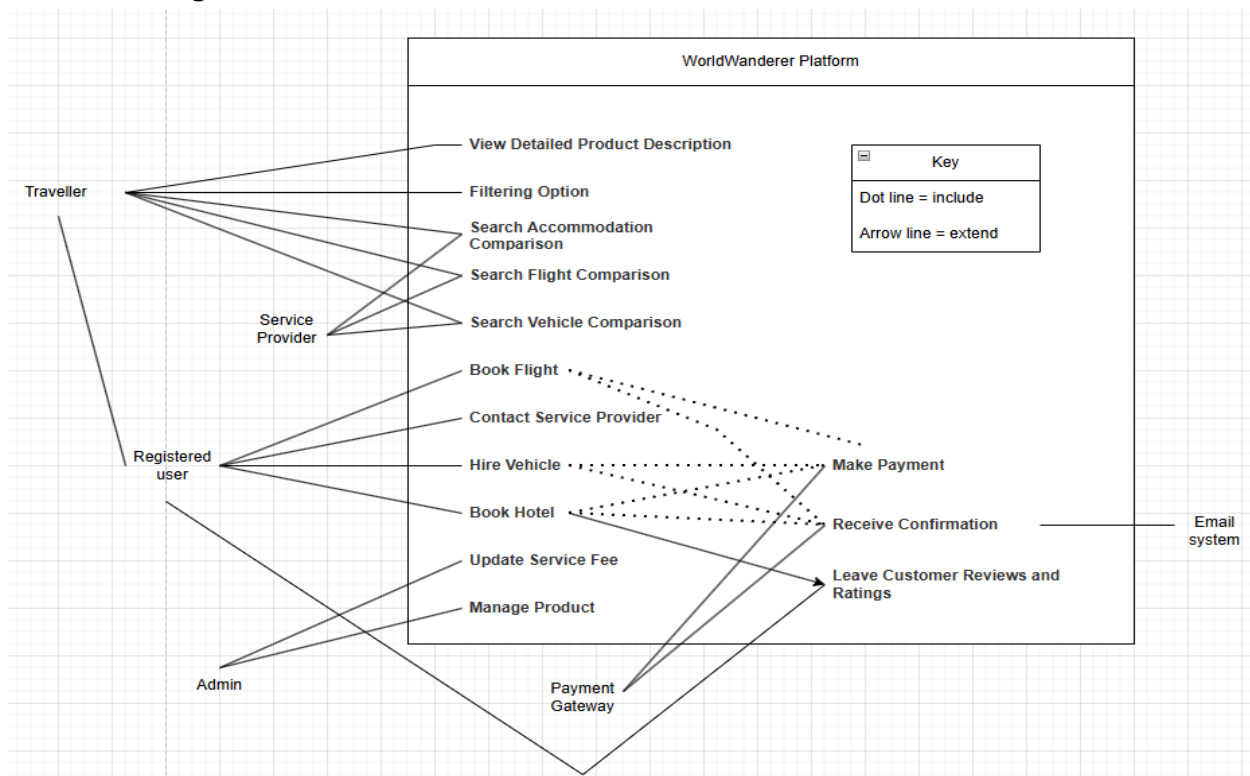 WorldWanderer Platform
View Detailed Product Description
Key
Traveller
Filtering Option
Dot line = include
Search Accommodation
Comparison
Arrow line = extend
Search Flight Comparison
Service
Provider
Search Vehicle Comparison
Book Flight
Contact Service Provider
Registered
user
Hire Vehicle
Make Payment
Book Hotel
Receive Confirmation
Email
system
Update Service Fee
Leave Customer Reviews and
Ratings
Manage Product
Admin
Payment
Gateway